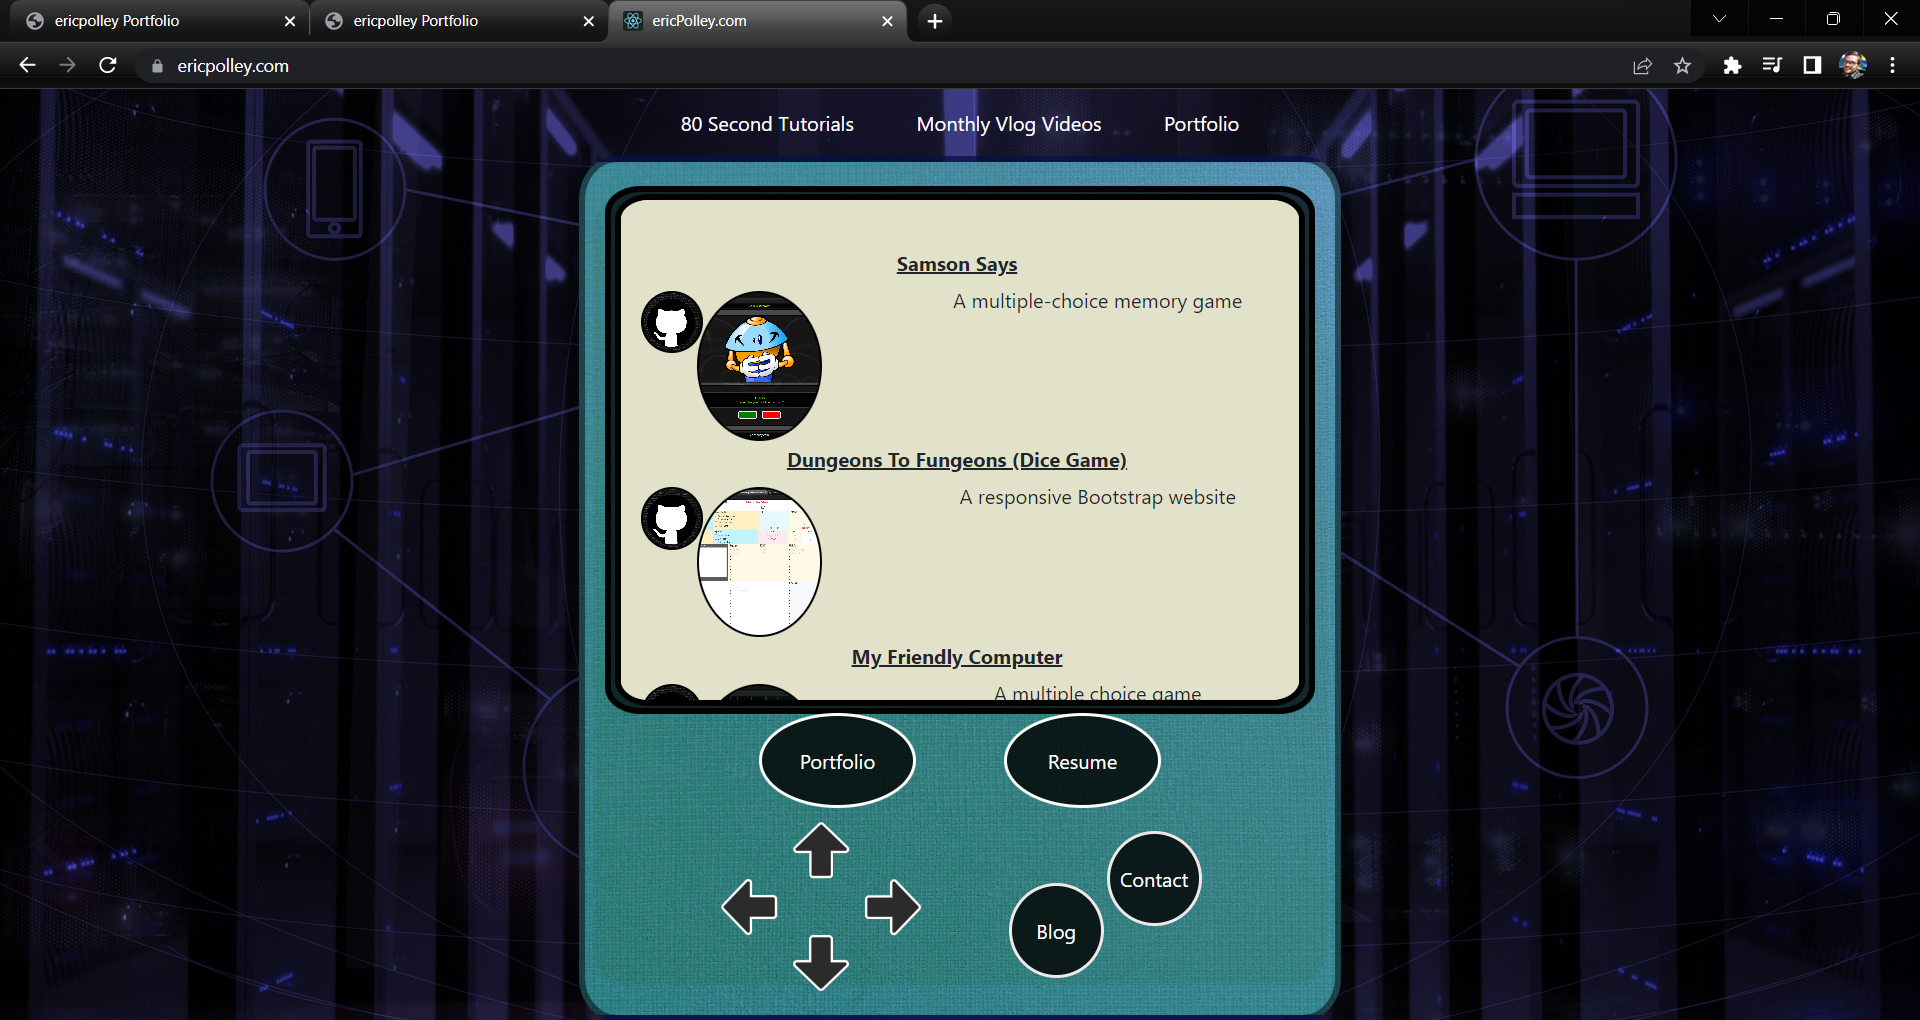 ericpolley Portfolio
ericpolley Portfolio
ericPolley.com
ericpolley.com
80 Second Tutorials
Monthly Vlog Videos
Portfolio
Samson Says
A multiple-choice memory game
Dungeons To Fungeons (Dice Game)
A responsive Bootstrap website
My Friendly Computer
A multiple choice game
Portfolio
Resume
Contact
Blog